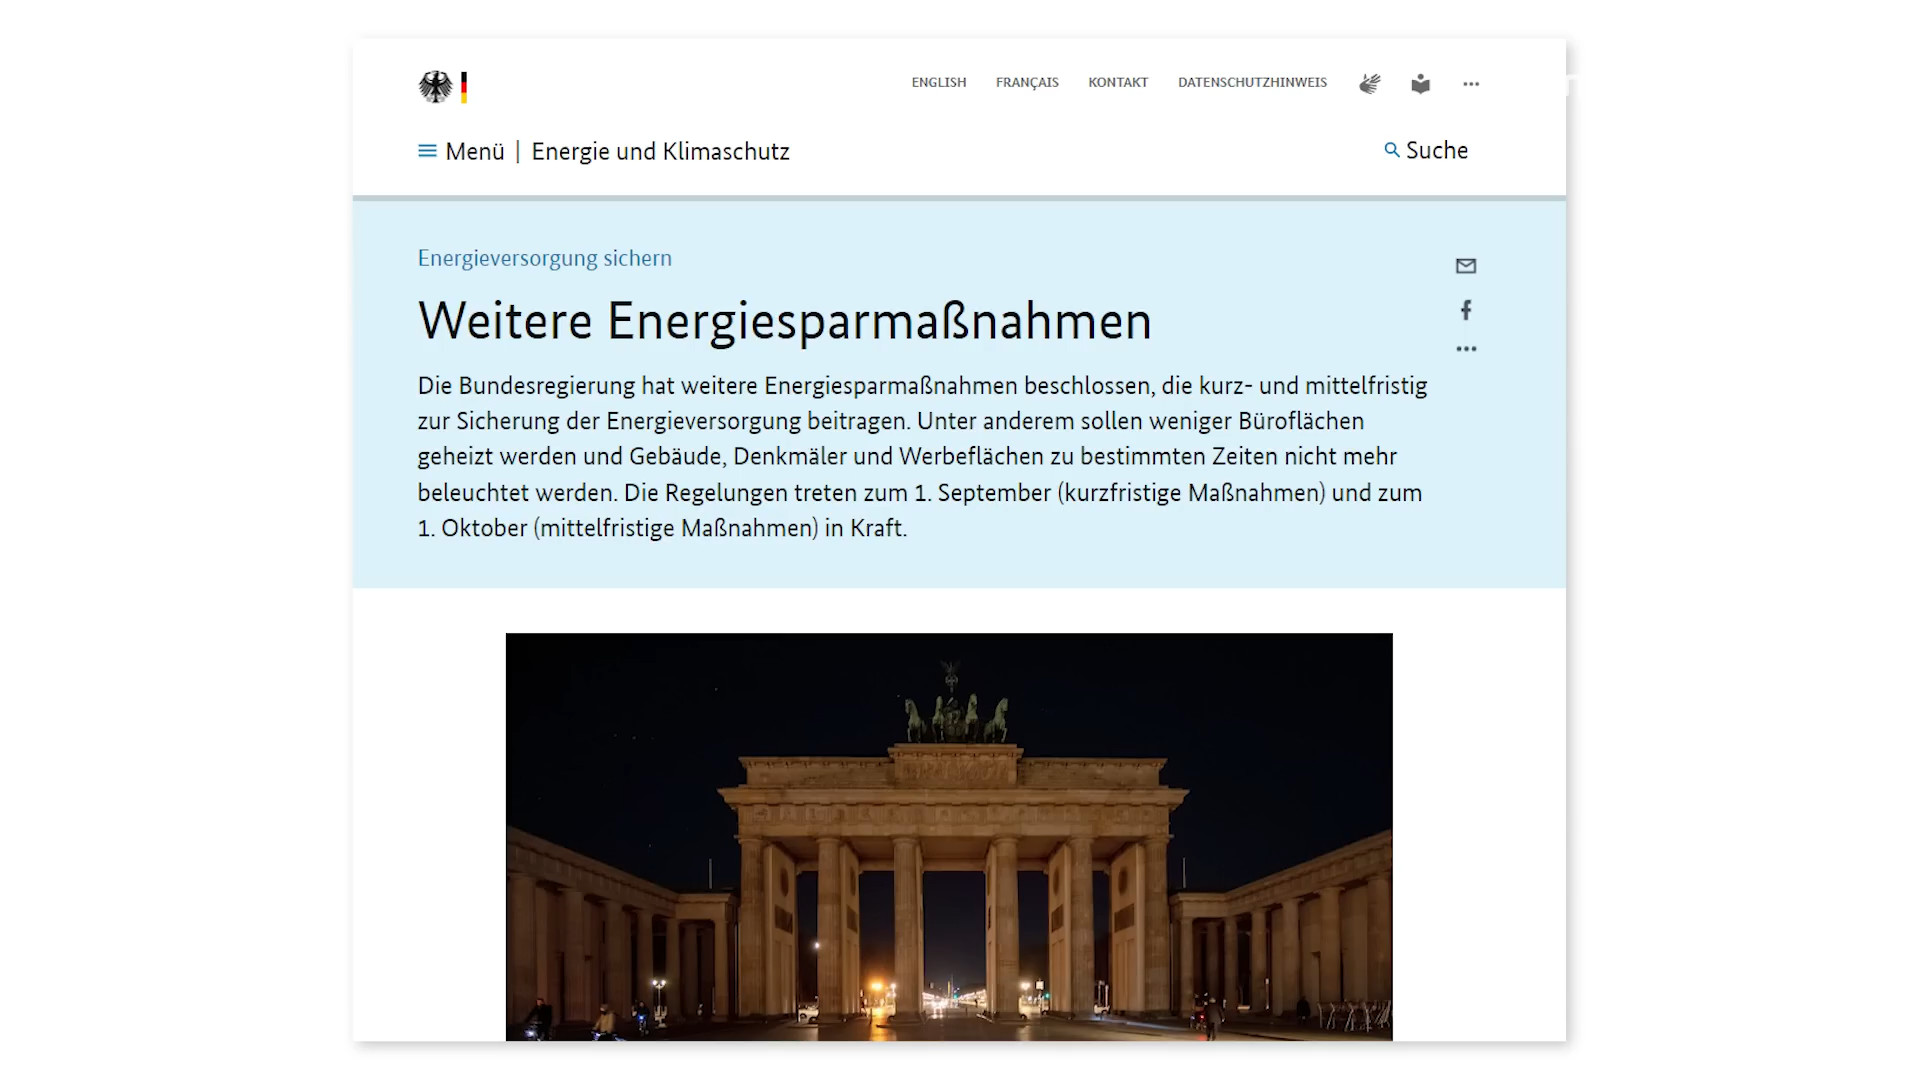 ENGLISH FRANÇAIS KONTAKT DATENSCHUTZHINWEIS
Menü | Energie und Klimaschutz Suche
Energieversorgung sichern
Weitere Energiesparmaßnahmen
Die Bundesregierung hat weitere Energiesparmaßnahmen beschlossen, die kurz- und mittelfristig
zur Sicherung der Energieversorgung beitragen. Unter anderem sollen weniger Büroflächen
geheizt werden und Gebäude, Denkmäler und Werbeflächen zu bestimmten Zeiten nicht mehr
beleuchtet werden. Die Regelungen treten zum 1. September (kurzfristige Maßnahmen) und zum
1. Oktober (mittelfristige Maßnahmen) in Kraft.